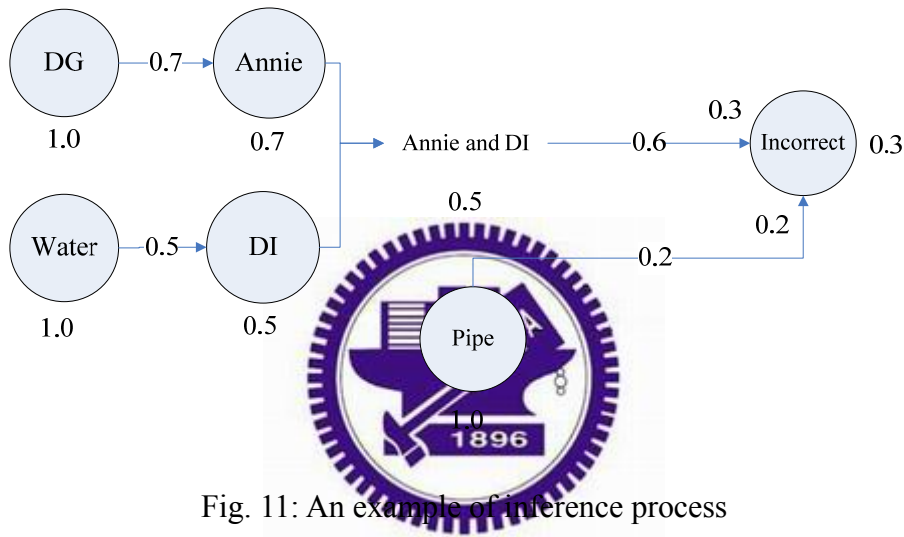 DG
0.7
Annie
1.0
0.7
Annie and DI
0.6
0.3
Incorrect
0.3
Water
0.5
DI
0.5
1.0
0.5
0.2
0.2
Pipe
1.0
1896
Fig. 11: An example of inference process